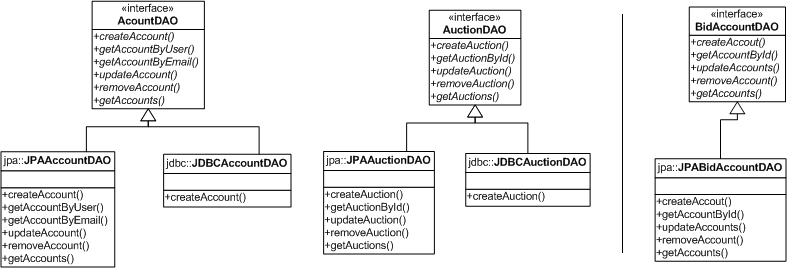 «interface»
AcountDAO
+createAccount()
+getAccountByUser()
+getAccountByEmail()
+updateAccount()
+removeAccount()
+getAccounts()
jpa::JPAAccountDAO
+createAccount()
+getAccountByUser()
+getAccountByEmail()
+updateAccount()
+removeAccount()
+getAccounts()
jdbc::JDBCAccountDAO
+createAccount()
«interface»
AuctionDAO
+createAuction()
+getAuctionById()
+updateAuction()
+removeAuction()
+getAuctions()
jpa::JPAAuctionDAO
+createAuction()
+getAuctionById()
+updateAuction()
+removeAuction()
+getAuctions()
jdbc::JDBCAuctionDAO
+createAuction()
«interface»
BidAccountDAO
+createAccout()
+getAccountById()
+updateAccounts()
+removeAccount()
+getAccounts()
jpa::JPABidAccountDAO
+createAccout()
+getAccountById()
+updateAccounts()
+removeAccount()
+getAccounts()